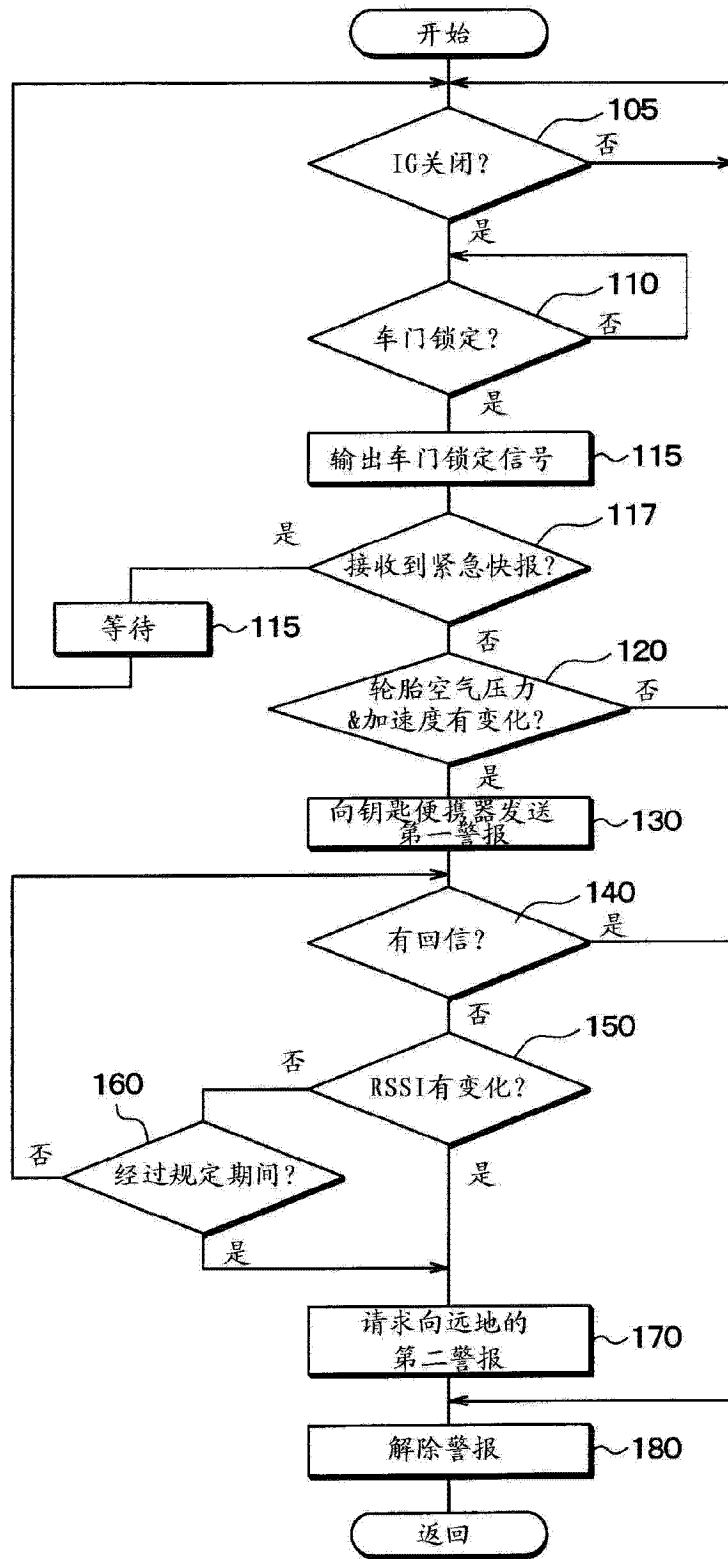 开始
105
IG关闭?
否
是
110
车门锁定?
否
是
输出车门锁定信号
115
117
是
接收到紧急快报?
等待
115
否
120
轮胎空气压力
&加速度有变化?
否
是
向钥匙便携器发送
第一警报
130
140
有回信?
是
否
150
否
RSSI有变化?
160
否
经过规定期间?
是
是
请求向远地的
第二警报
170
解除警报
180
返回